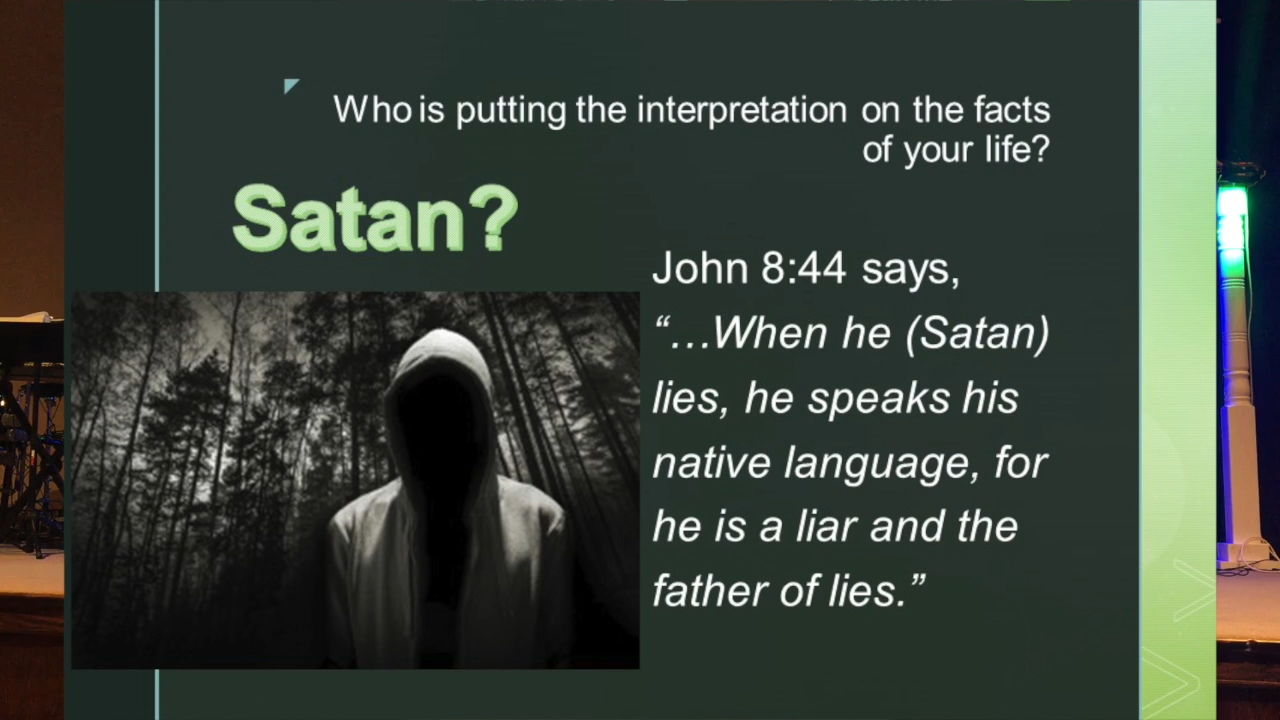 Who is putting the interpretation on the facts
of your life?
Satan?
John 8:44 says,
“…When he (Satan)
lies, he speaks his
native language, for
he is a liar and the
father of lies.”